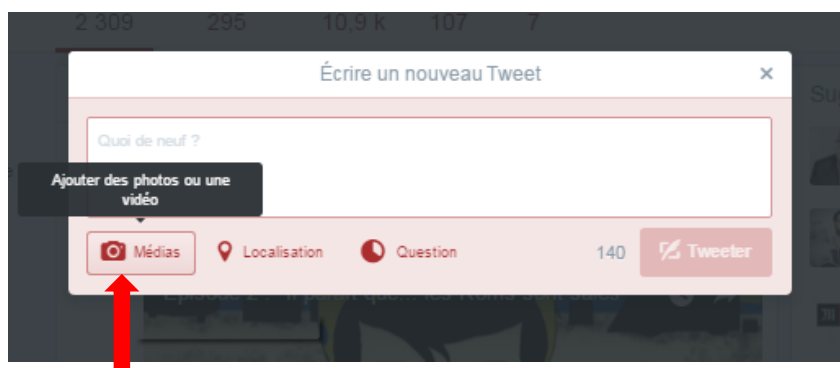 2 309 295 10,9 k 107 7
Écrire un nouveau Tweet ×
Quoi de neuf ?
Ajouter des photos ou une
vidéo
Médias Localisation Question 140 Tweeter